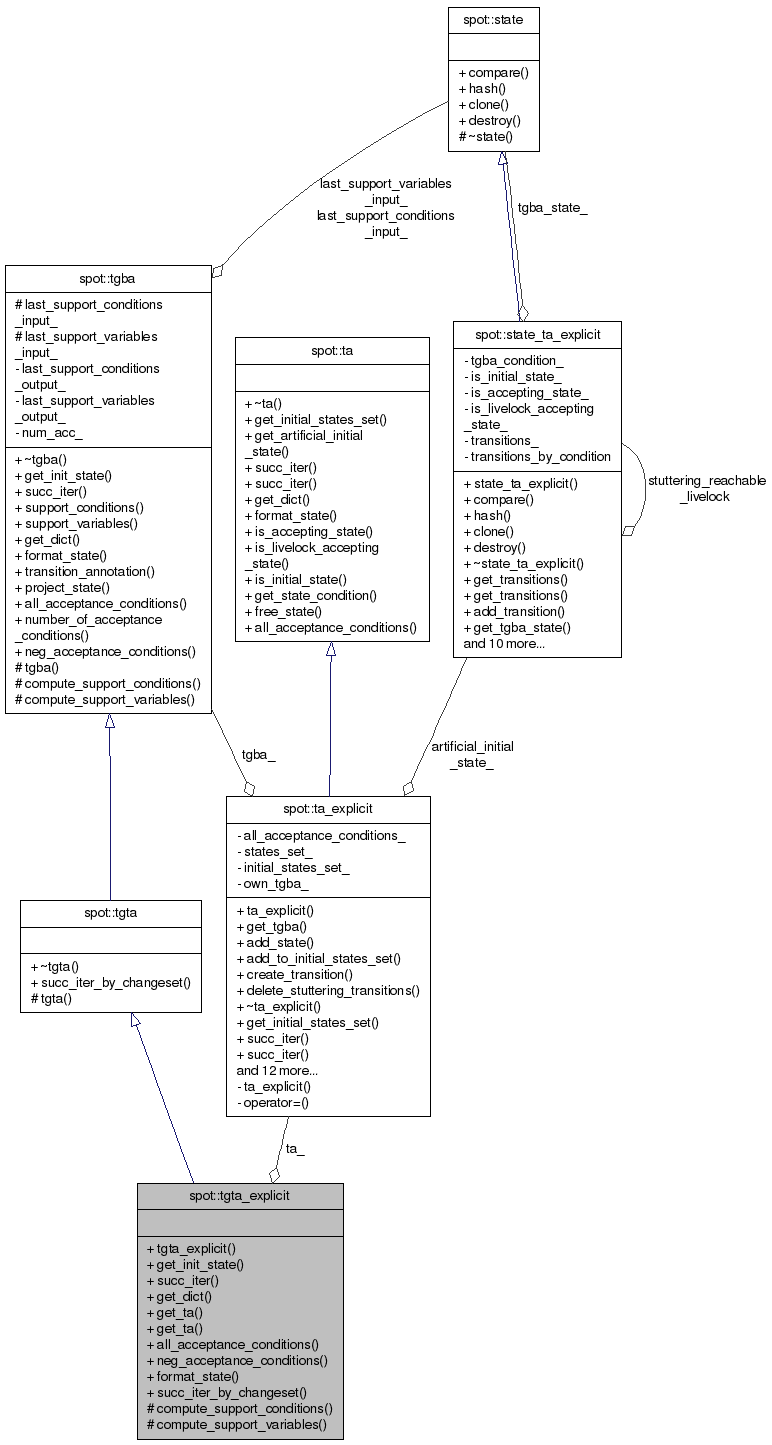 spot::state
+ compare()
+ hash()
+ clone()
+ destroy()
# ~state()
last_support_variables
_input_
last_support_conditions
_input_
tgba_state_
spot::tgba
# last_support_conditions
_input_
# last_support_variables
_input_
- last_support_conditions
_output_
- last_support_variables
_output_
- num_acc_
+ ~tgba()
+ get_init_state()
+ succ_iter()
+ support_conditions()
+ support_variables()
+ get_dict()
+ format_state()
+ transition_annotation()
+ project_state()
+ all_acceptance_conditions()
+ number_of_acceptance
_conditions()
+ neg_acceptance_conditions()
# tgba()
# compute_support_conditions()
# compute_support_variables()
spot::ta
+ ~ta()
+ get_initial_states_set()
+ get_artificial_initial
_state()
+ succ_iter()
+ succ_iter()
+ get_dict()
+ format_state()
+ is_accepting_state()
+ is_livelock_accepting
_state()
+ is_initial_state()
+ get_state_condition()
+ free_state()
+ all_acceptance_conditions()
spot::state_ta_explicit
- tgba_condition_
- is_initial_state_
- is_accepting_state_
- is_livelock_accepting
_state_
- transitions_
- transitions_by_condition
+ state_ta_explicit()
+ compare()
+ hash()
+ clone()
+ destroy()
+ ~state_ta_explicit()
+ get_transitions()
+ get_transitions()
+ add_transition()
+ get_tgba_state()
and 10 more...
stuttering_reachable
_livelock
tgba_
artificial_initial
_state_
spot::ta_explicit
- all_acceptance_conditions_
- states_set_
- initial_states_set_
- own_tgba_
+ ta_explicit()
+ get_tgba()
+ add_state()
+ add_to_initial_states_set()
+ create_transition()
+ delete_stuttering_transitions()
+ ~ta_explicit()
+ get_initial_states_set()
+ succ_iter()
+ succ_iter()
and 12 more...
- ta_explicit()
- operator=()
spot::tgta
+ ~tgta()
+ succ_iter_by_changeset()
# tgta()
ta_
spot::tgta_explicit
+ tgta_explicit()
+ get_init_state()
+ succ_iter()
+ get_dict()
+ get_ta()
+ get_ta()
+ all_acceptance_conditions()
+ neg_acceptance_conditions()
+ format_state()
+ succ_iter_by_changeset()
# compute_support_conditions()
# compute_support_variables()